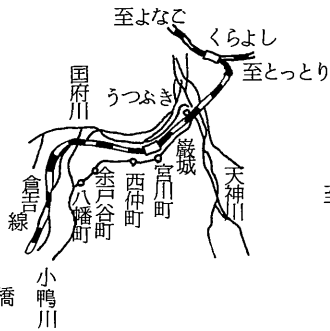 至よなご
くらよし
至とっとり
うつぶき
国府川
巌城
天神川
宮川町
西仲町
余戸谷町
八幡町
倉吉線
小鴨川
橋
至